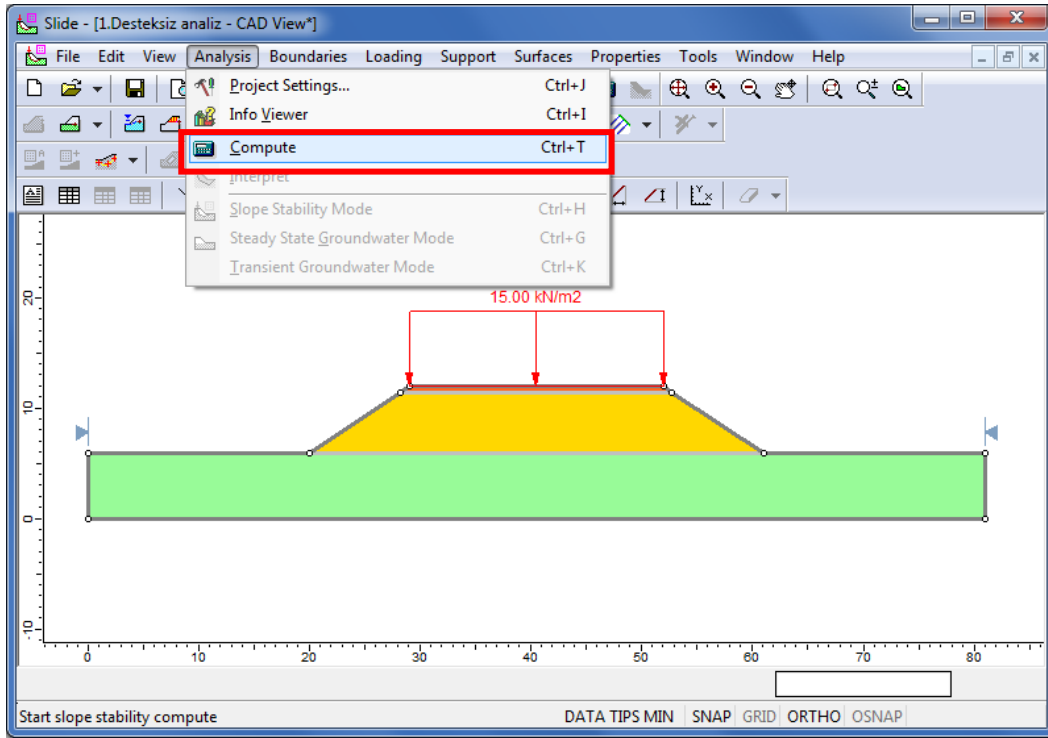 Slide - [1.Desteksiz analiz - CAD View*]
File Edit View Analysis Boundaries Loading Support Surfaces Properties Tools Window Help
Project Settings... Ctrl+J
Info Viewer Ctrl+I
Compute Ctrl+T
Interpret
Slope Stability Mode Ctrl+H
Steady State Groundwater Mode Ctrl+G
Transient Groundwater Mode Ctrl+K
15.00 kN/m2
20
10
0
-10
0 10 20 30 40 50 60 70 80
Start slope stability compute DATA TIPS MIN SNAP GRID ORTHO OSNAP